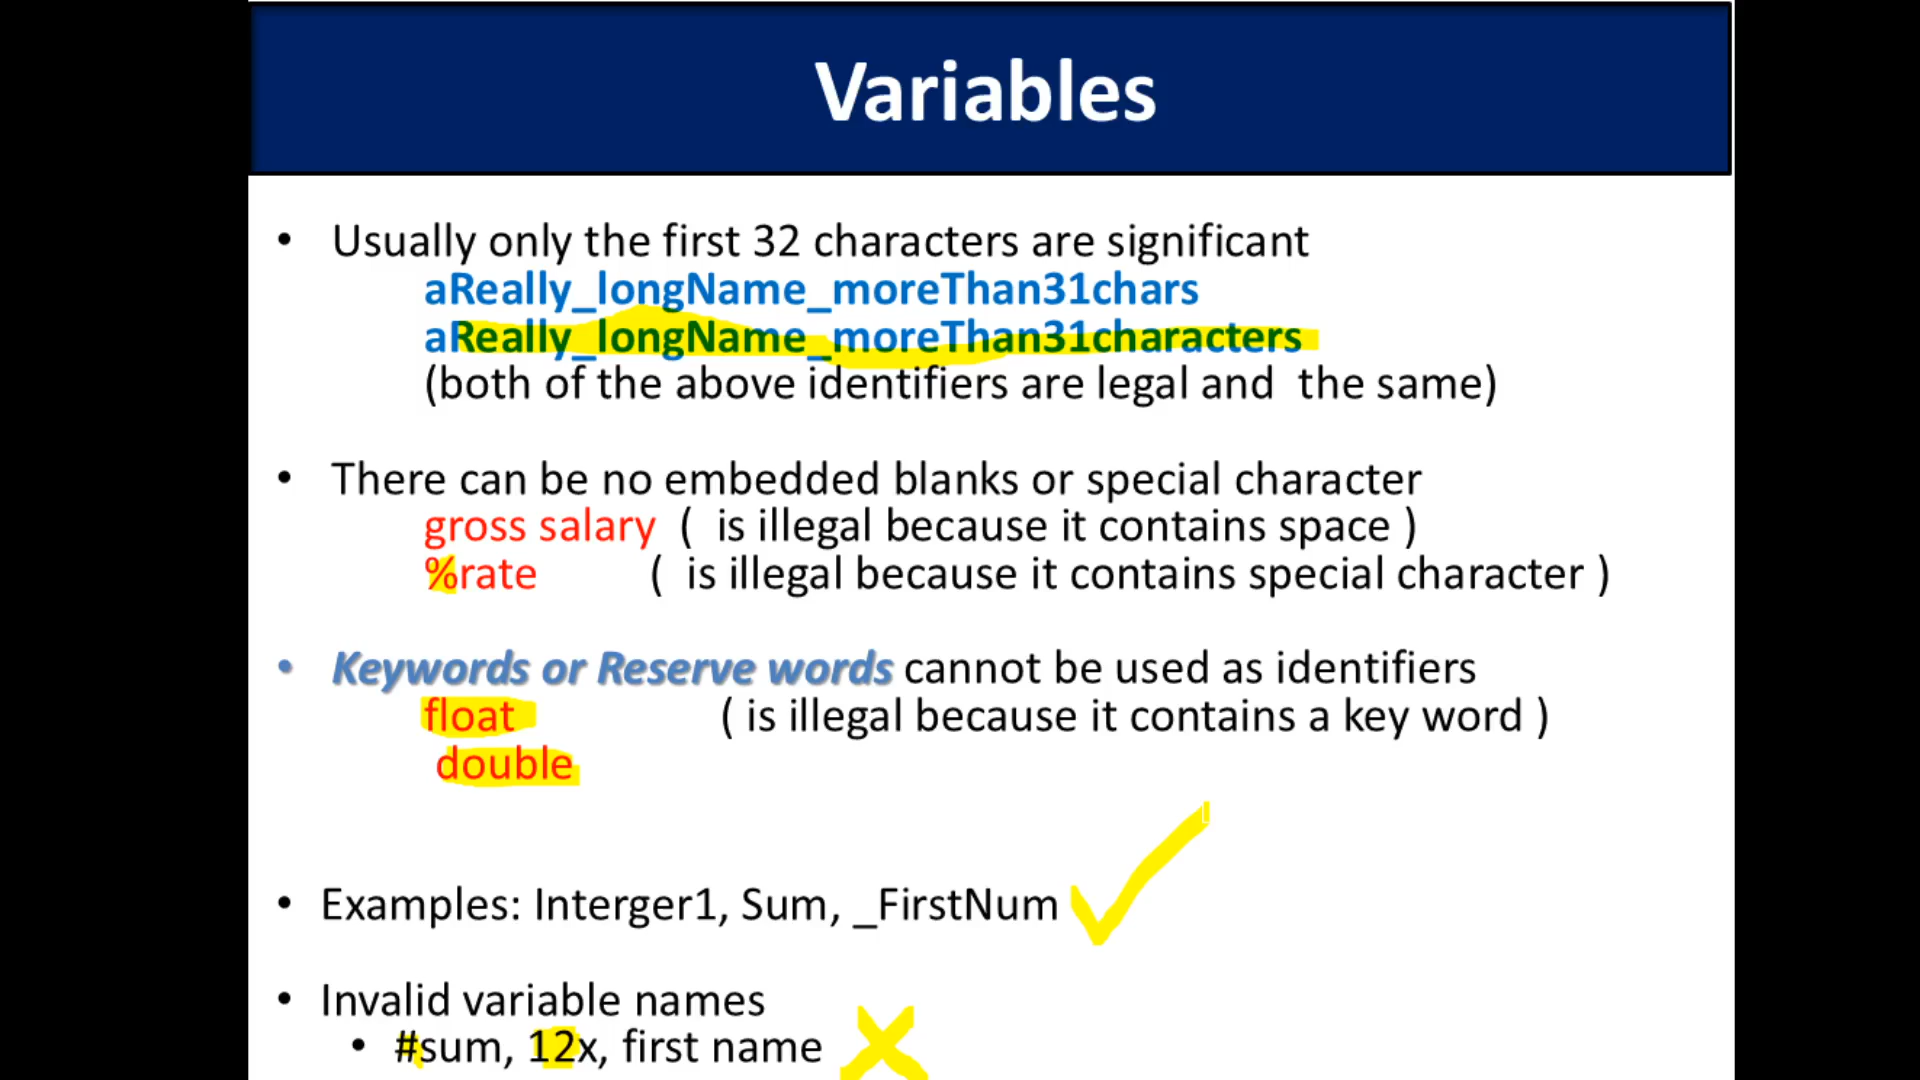 Variables
• Usually only the first 32 characters are significant
aReally_longName_moreThan31chars
aReally_longName_moreThan31characters
(both of the above identifiers are legal and the same)
• There can be no embedded blanks or special character
gross salary ( is illegal because it contains space )
%rate ( is illegal because it contains special character )
• Keywords or Reserve words cannot be used as identifiers
float ( is illegal because it contains a key word )
double
• Examples: Interger1, Sum, _FirstNum
• Invalid variable names
• #sum, 12x, first name